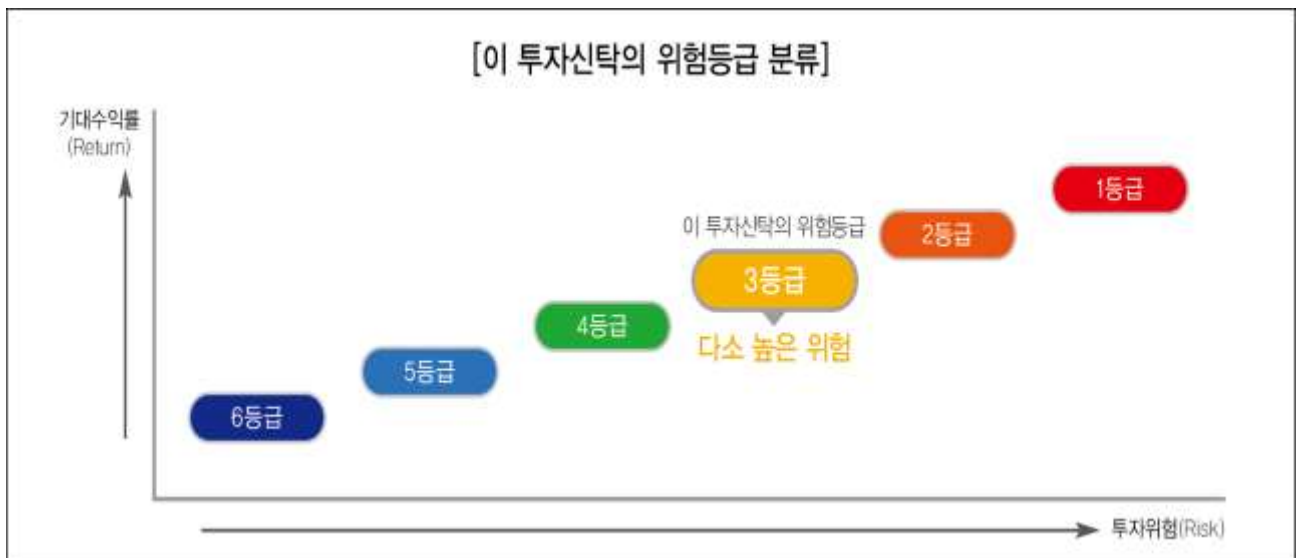 [이 투자신탁의 위험등급 분류]
기대수익률
(Return)
1등급
이 투자신탁의 위험등급
2등급
3등급
4등급
다소 높은 위험
5등급
6등급
투자위험(Risk)